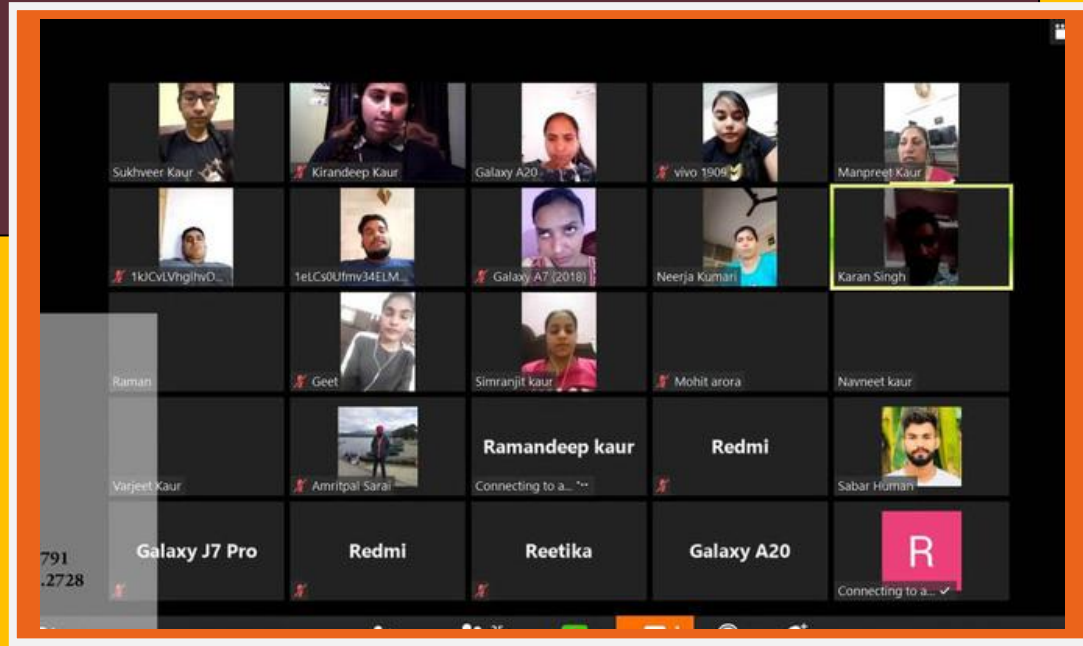 Sukhveer Kaur
Kirandeep Kaur
Galaxy A20
vivo 1909
Manpreet Kaur
1kJCvLVhgihvD...
1eLCs0Ufmv34ELM...
Galaxy A7 (2018)
Neerja Kumari
Karan Singh
Raman
Geet
Simranjit kaur
Mohit arora
Navneet kaur
Varjeet Kaur
Amritpal Sarai
Ramandeep kaur
Connecting to a...
Redmi
Sabar Human
791
.2728
Galaxy J7 Pro
Redmi
Reetika
Galaxy A20
R
Connecting to a...